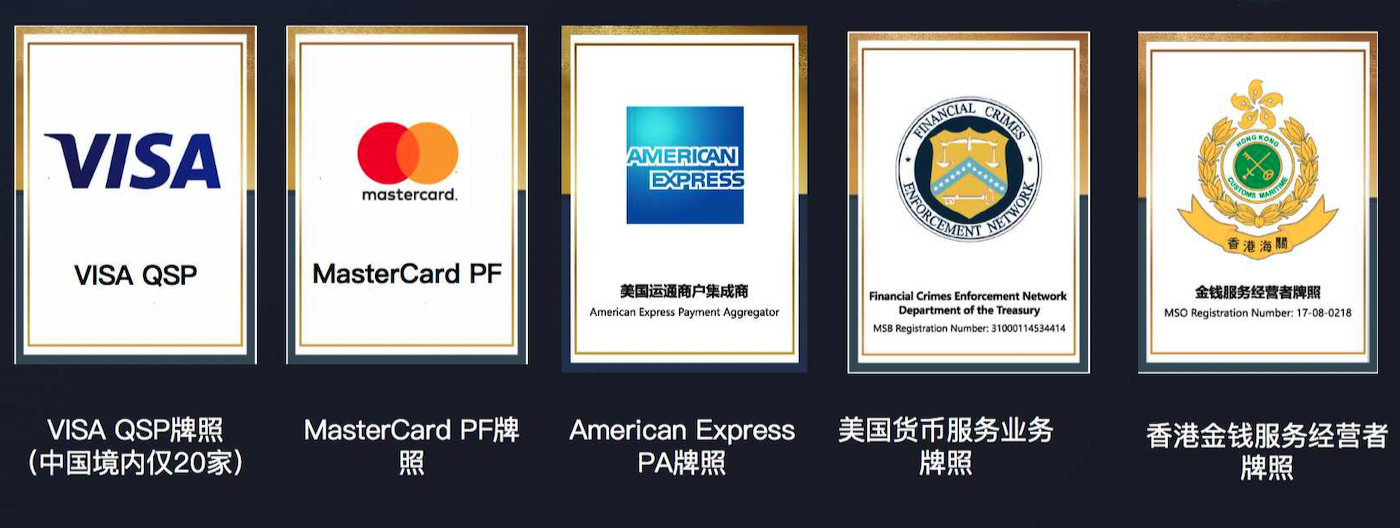 VISA
VISA QSP
VISA QSP牌照
（中国境内仅20家）
mastercard.
MasterCard PF
MasterCard PF牌
照
AMERICAN
EXPRESS
美国运通商户集成商
American Express Payment Aggregator
American Express
PA牌照
FINANCIAL CRIMES
ENFORCEMENT NETWORK
Financial Crimes Enforcement Network
Department of the Treasury
MSB Registration Number: 31000114534414
美国货币服务业务
牌照
HONG KONG
CUSTOMS MARITIME
香港海關
金钱服务经营者牌照
MSO Registration Number: 17-08-0218
香港金钱服务经营者
牌照